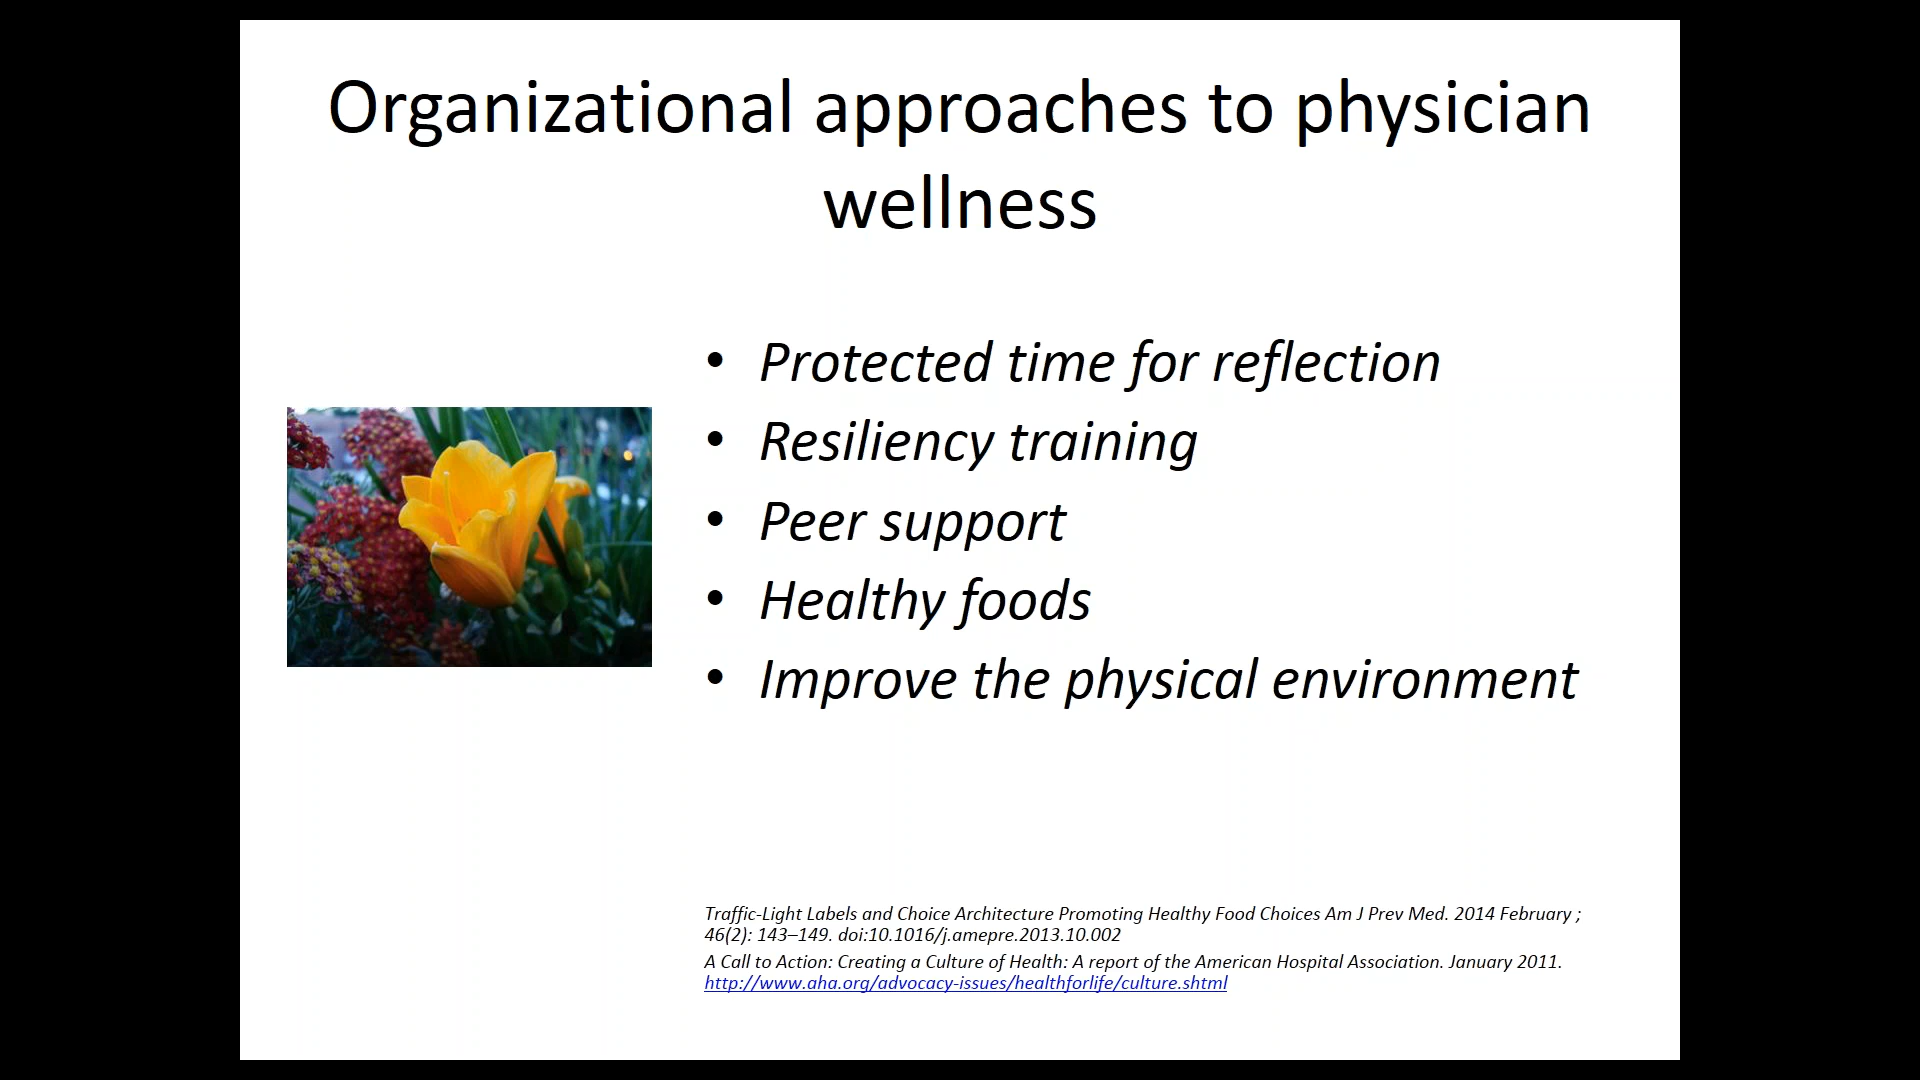 Organizational approaches to physician
wellness
• Protected time for reflection
• Resiliency training
• Peer support
• Healthy foods
• Improve the physical environment
Traffic-Light Labels and Choice Architecture Promoting Healthy Food Choices Am J Prev Med. 2014 February ;
46(2): 143–149. doi:10.1016/j.amepre.2013.10.002
A Call to Action: Creating a Culture of Health: A report of the American Hospital Association. January 2011.
http://www.aha.org/advocacy-issues/healthforlife/culture.shtml